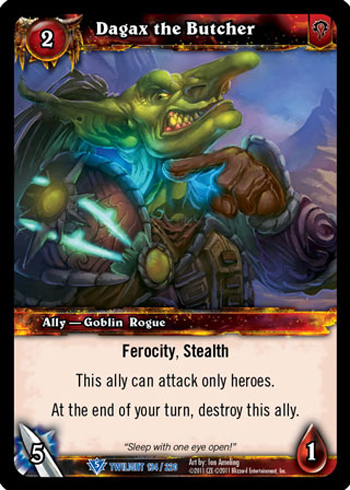 2
Dagax the Butcher
Ally — Goblin Rogue
Ferocity, Stealth
This ally can attack only heroes.
At the end of your turn, destroy this ally.
"Sleep with one eye open!"
5
TWILIGHT 134/220
Art by: Ian Ameling
©2011 CZE ©2011 Blizzard Entertainment, Inc.
1